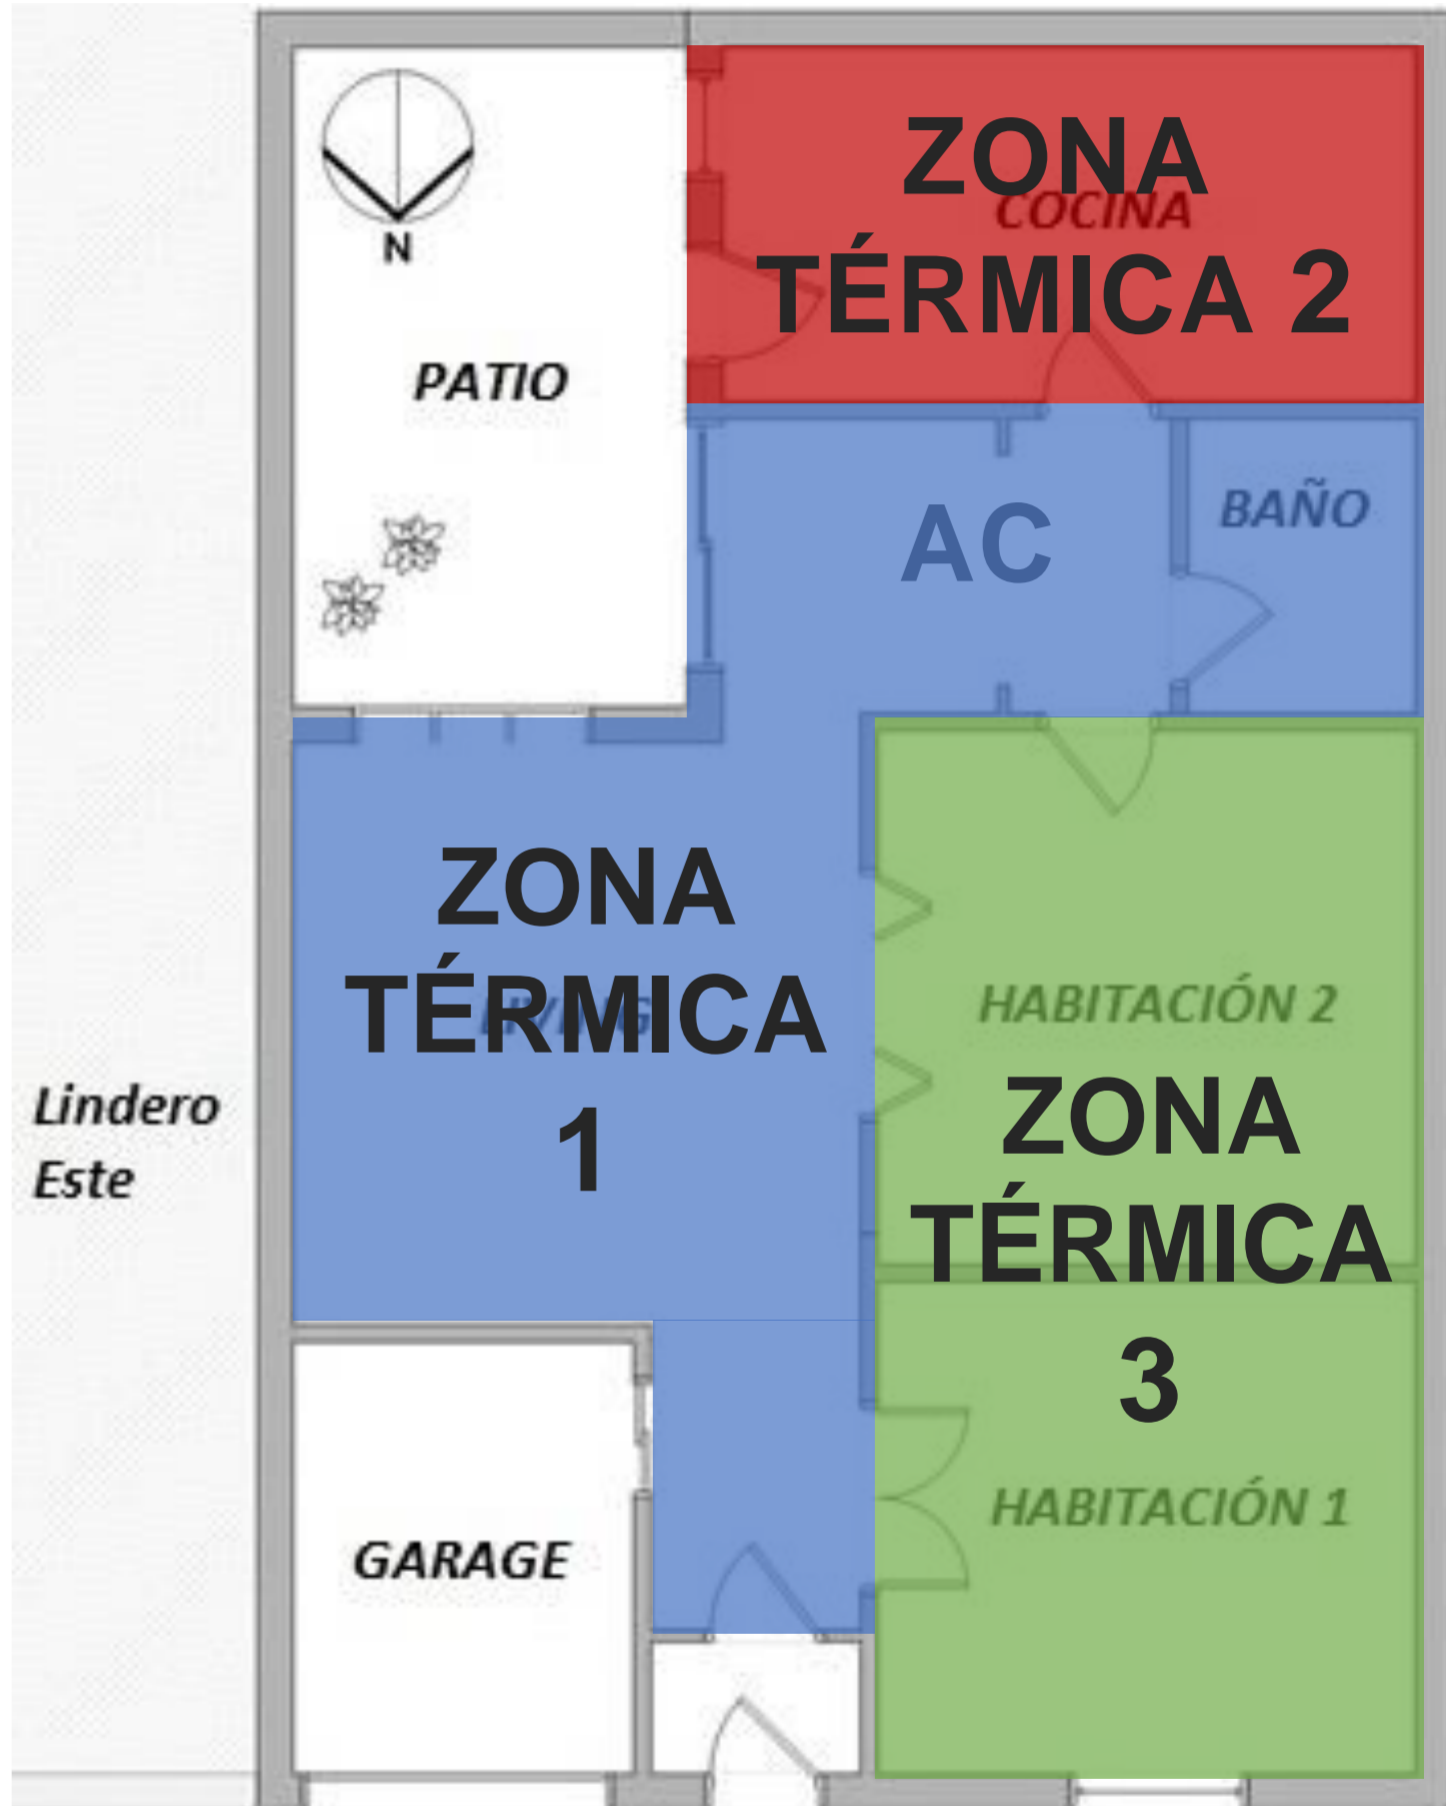 ZONA
COCINA
TÉRMICA 2
N
PATIO
AC
BAÑO
ZONA
TÉRMICA
LIVING
1
HABITACIÓN 2
ZONA
TÉRMICA
3
Lindero
Este
HABITACIÓN 1
GARAGE